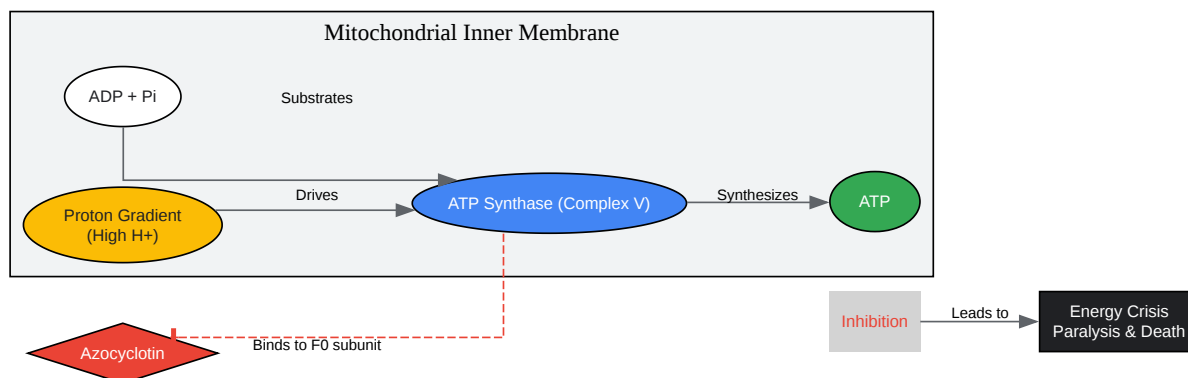 Mitochondrial Inner Membrane
ADP + Pi
Substrates
Drives
Proton Gradient
(High H+)
ATP Synthase (Complex V)
Synthesizes
ATP
Inhibition
Leads to
Energy Crisis
Paralysis & Death
Azocyclotin
Binds to F0 subunit